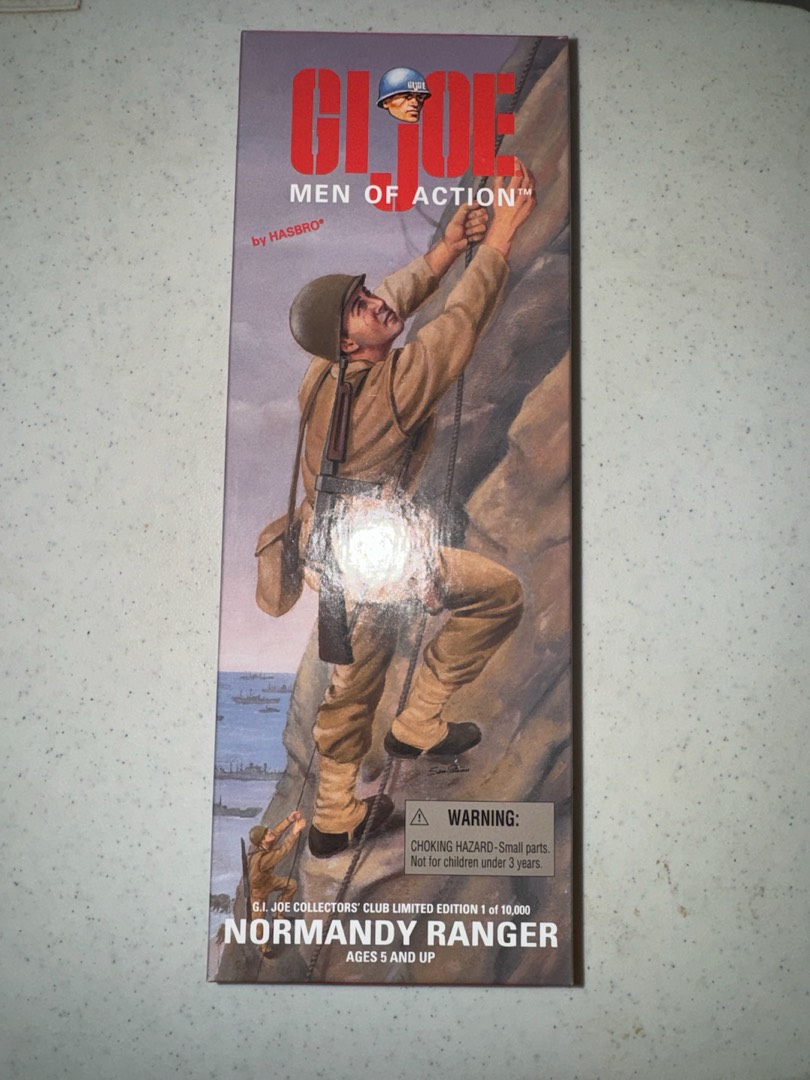 GI JOE
MEN OF ACTION™
by HASBRO®
⚠ WARNING:
CHOKING HAZARD-Small parts.
Not for children under 3 years.
G.I. JOE COLLECTORS' CLUB LIMITED EDITION 1 of 10,000
NORMANDY RANGER
AGES 5 AND UP